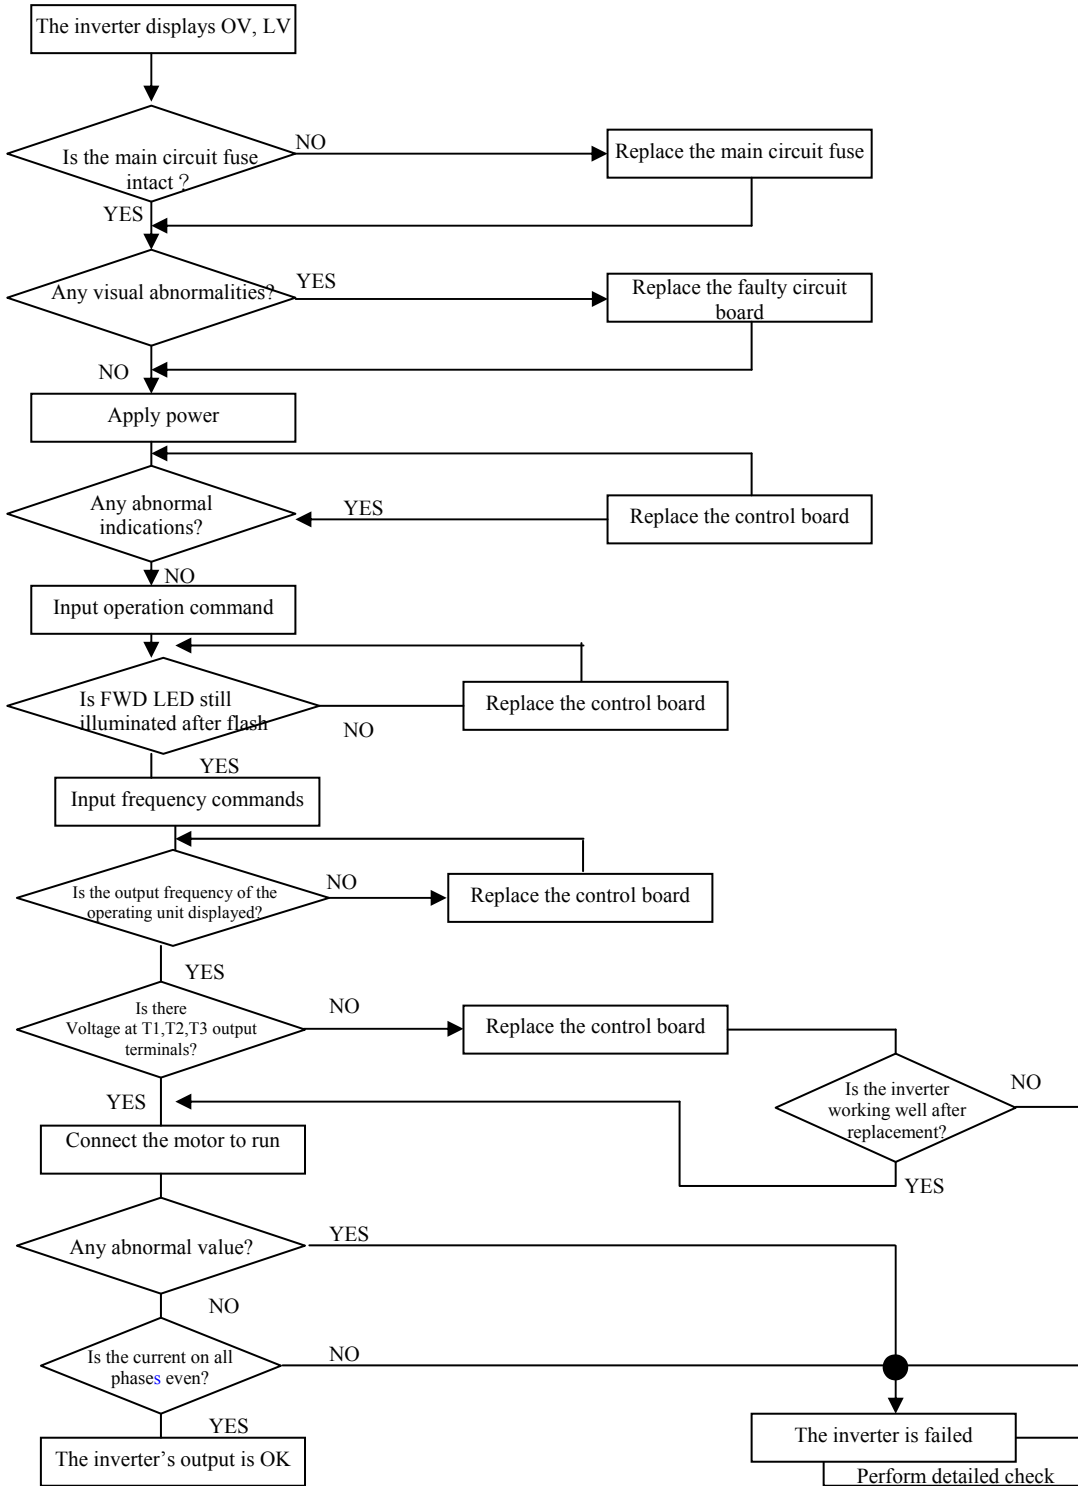 The inverter displays OV, LV
Is the main circuit fuse
intact ?
NO
Replace the main circuit fuse
YES
Any visual abnormalities?
YES
Replace the faulty circuit
board
NO
Apply power
Any abnormal
indications?
YES
Replace the control board
NO
Input operation command
Is FWD LED still
illuminated after flash
NO
Replace the control board
YES
Input frequency commands
Is the output frequency of the
operating unit displayed?
NO
Replace the control board
YES
Is there
Voltage at T1,T2,T3 output
terminals?
NO
Replace the control board
Is the inverter
working well after
replacement?
NO
YES
YES
Connect the motor to run
Any abnormal value?
YES
NO
Is the current on all
phases even?
NO
YES
The inverter is failed
The inverter’s output is OK
Perform detailed check